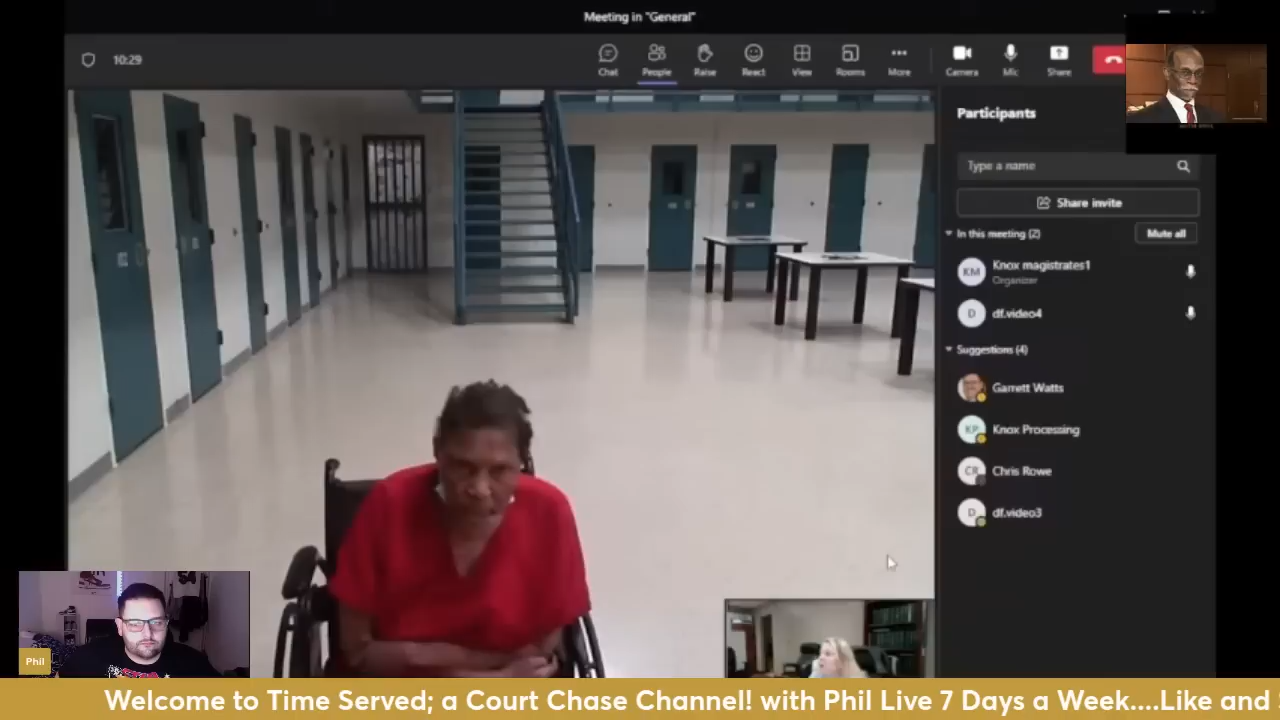 Meeting in "General"
10:29
Chat People Raise React View Rooms More Camera Mic Share
Participants
Type a name
Share invite
In this meeting (2)
Mute all
KM Knox magistrates1
Organizer
D df.video4
Suggestions (4)
Garrett Watts
KP Knox Processing
CR Chris Rowe
D df.video3
Phil
Welcome to Time Served; a Court Chase Channel! with Phil Live 7 Days a Week....Like and